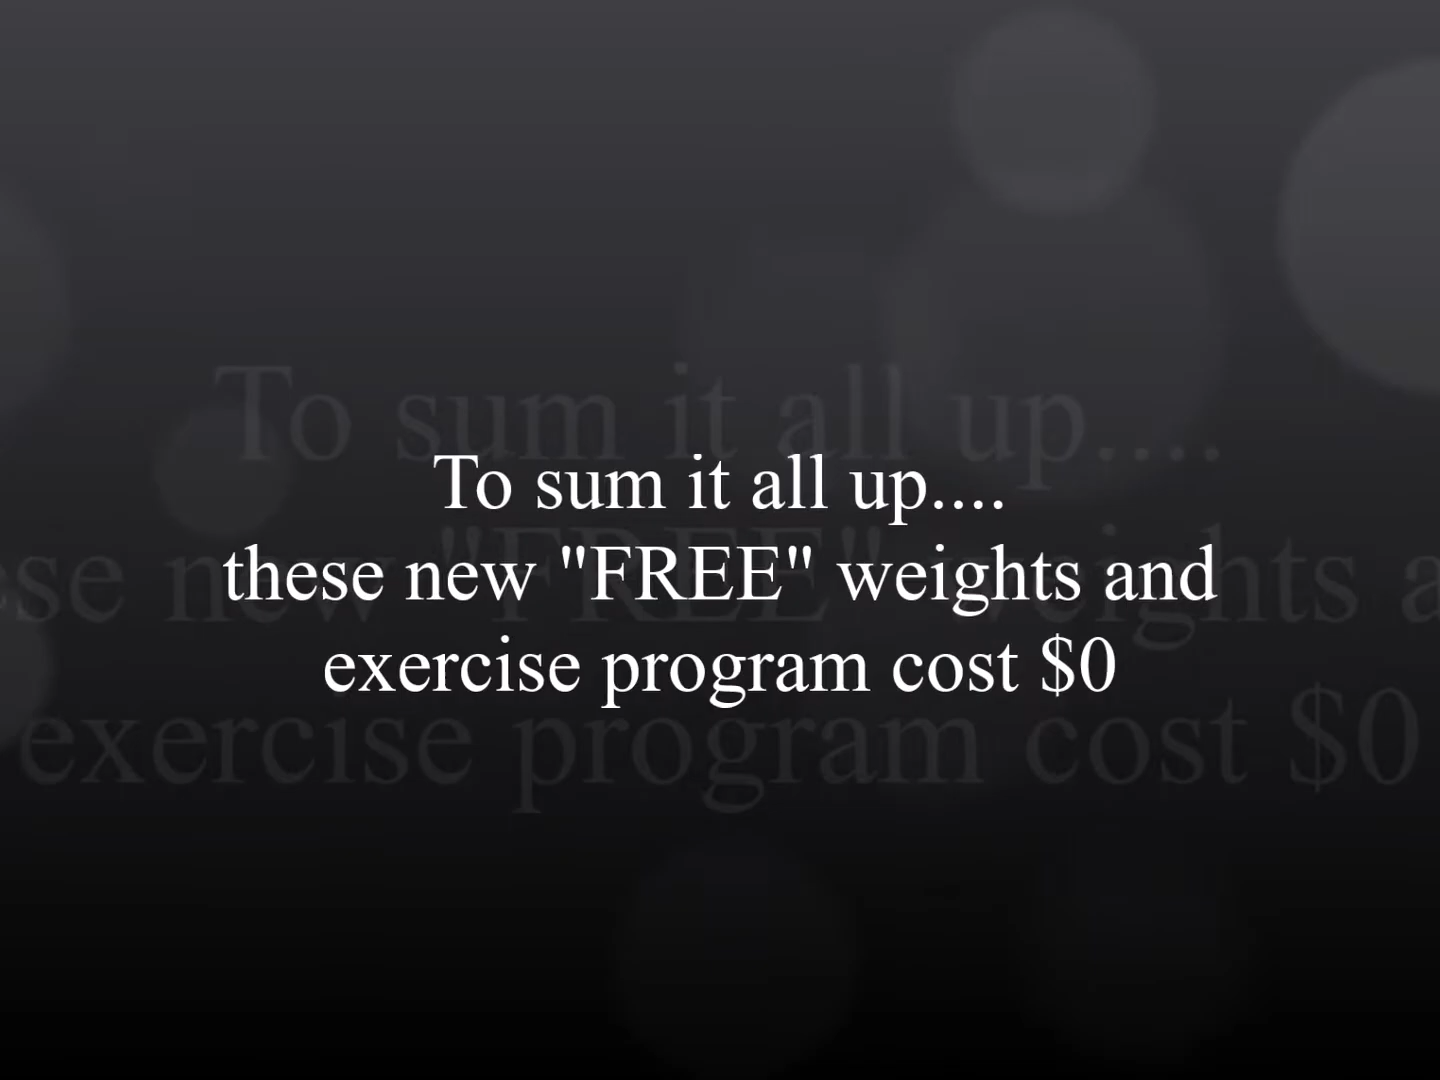 To sum it all up....
these new "FREE" weights and
exercise program cost $0